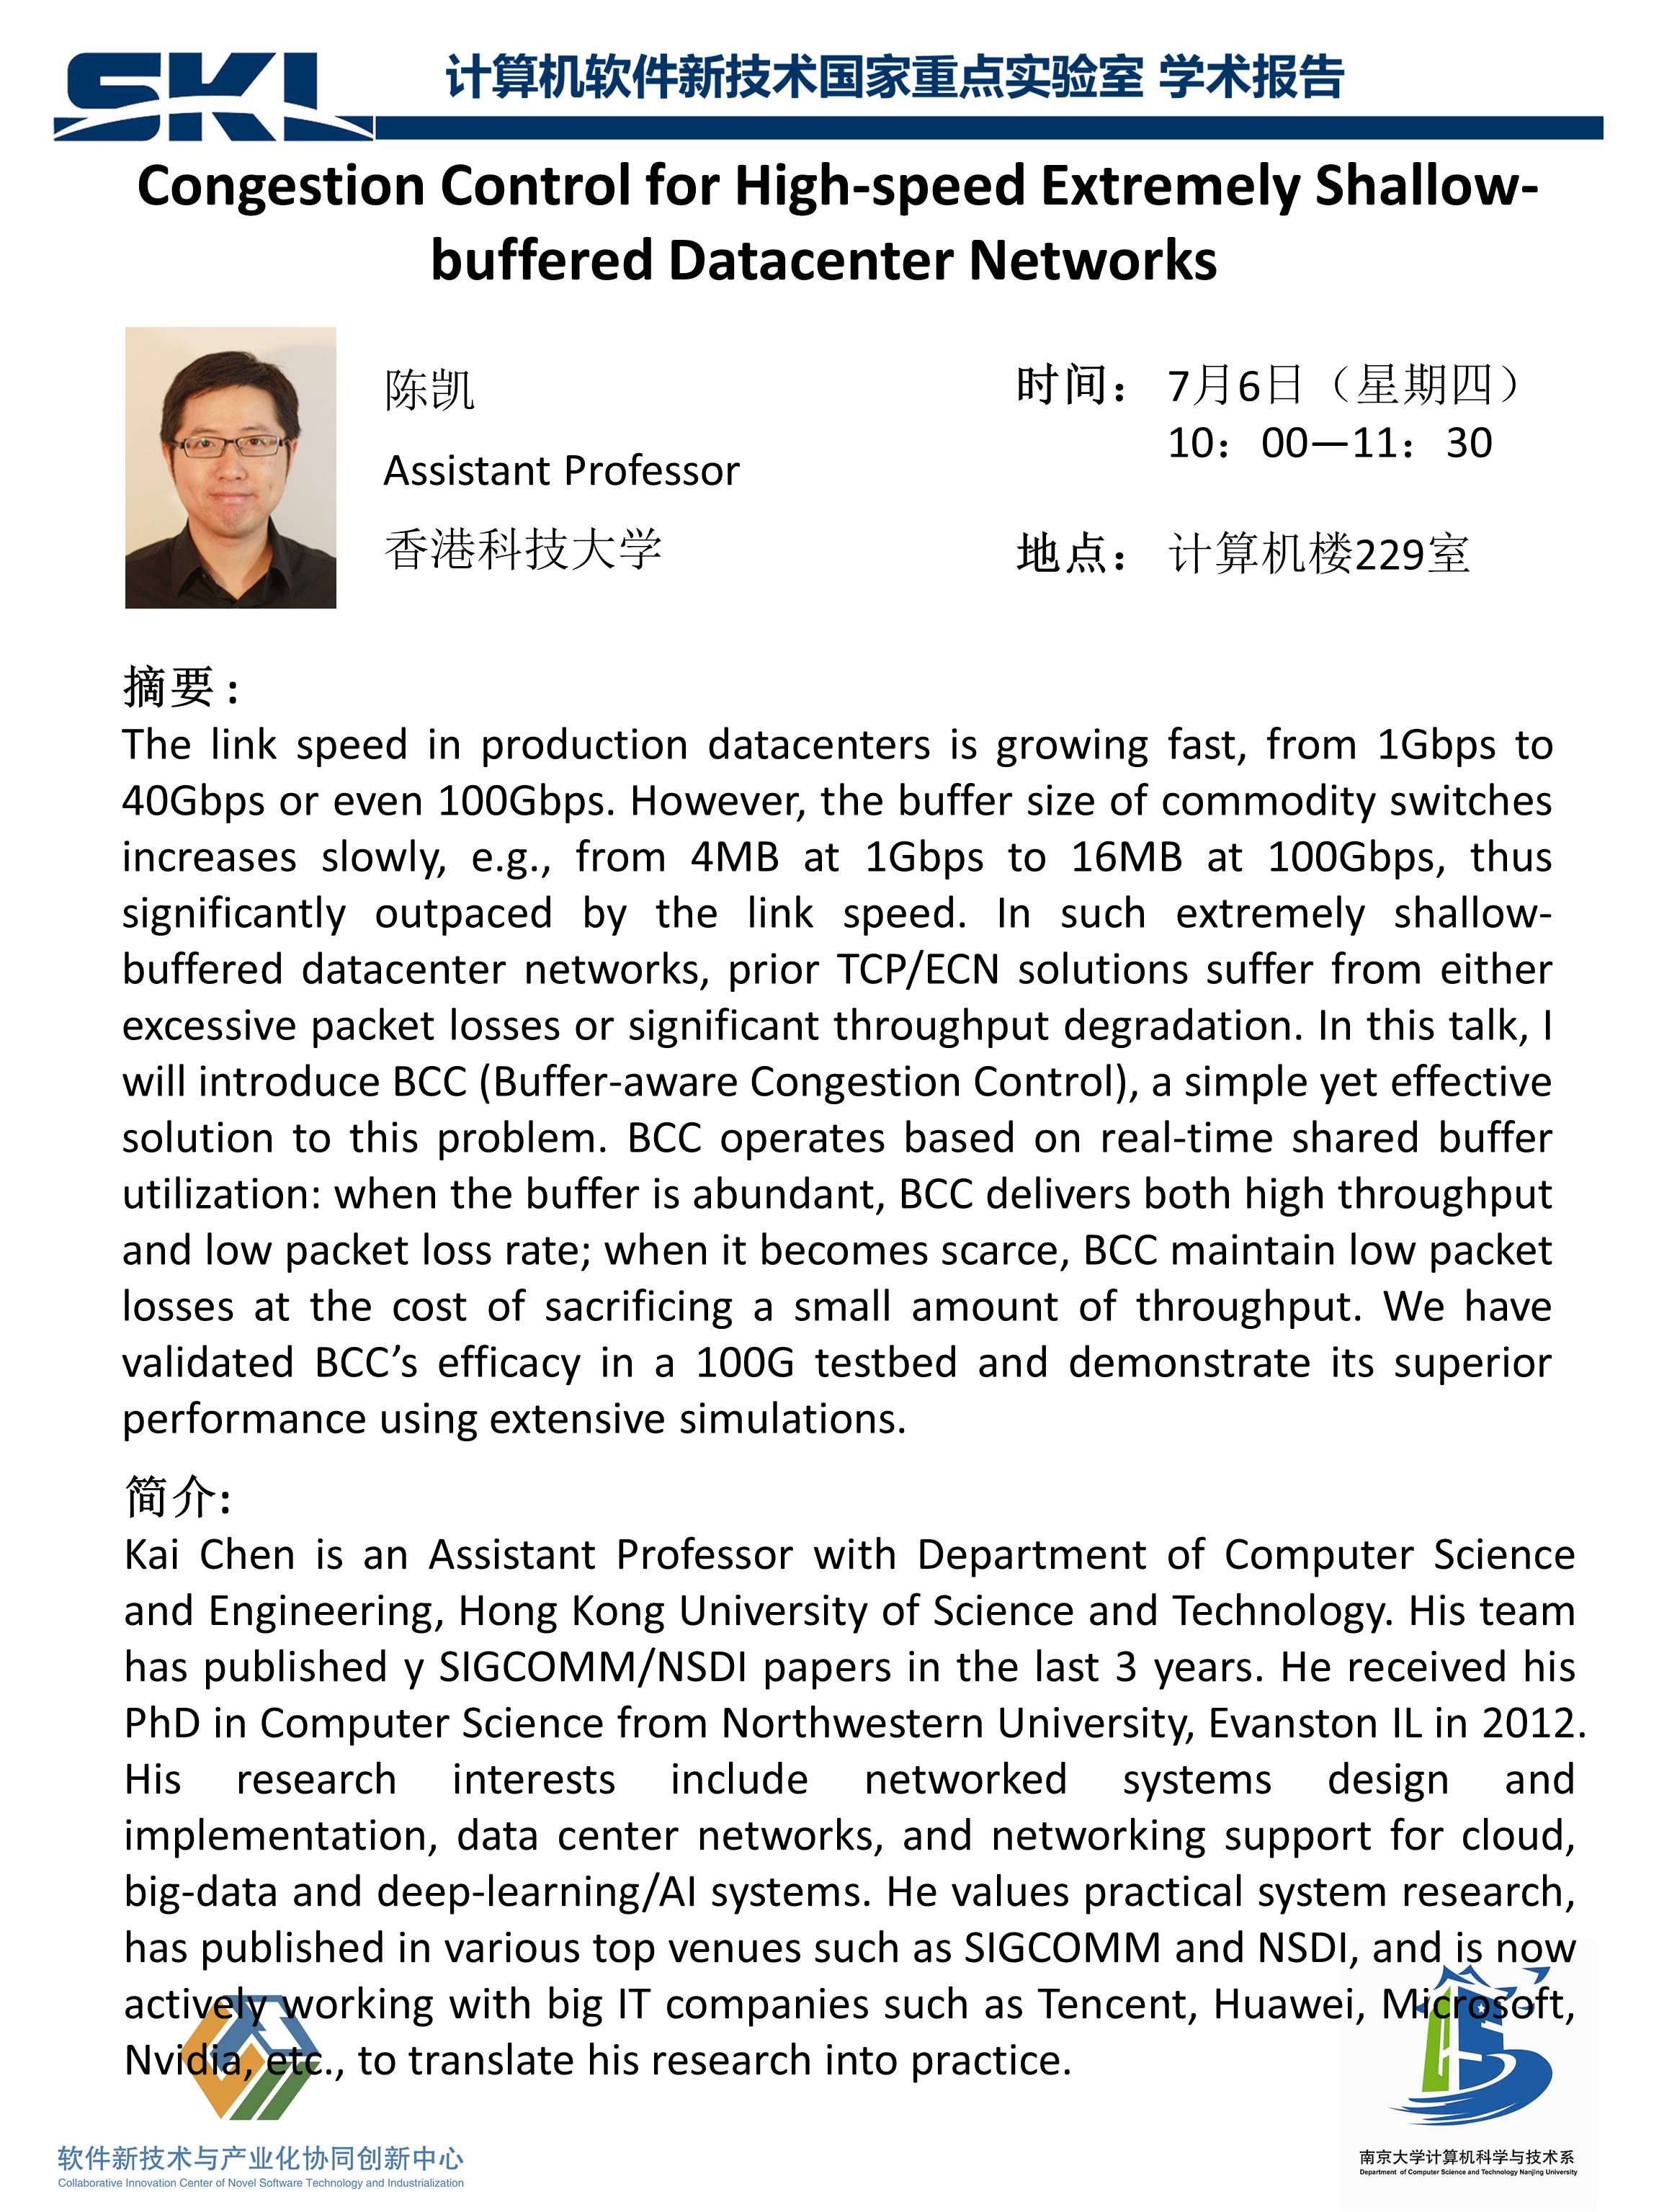 SKL
计算机软件新技术国家重点实验室 学术报告
Congestion Control for High-speed Extremely Shallow-
buffered Datacenter Networks
陈凯
Assistant Professor
香港科技大学
时间： 7月6日（星期四）
10：00—11：30
地点： 计算机楼229室
摘要：
The link speed in production datacenters is growing fast, from 1Gbps to
40Gbps or even 100Gbps. However, the buffer size of commodity switches
increases slowly, e.g., from 4MB at 1Gbps to 16MB at 100Gbps, thus
significantly outpaced by the link speed. In such extremely shallow-
buffered datacenter networks, prior TCP/ECN solutions suffer from either
excessive packet losses or significant throughput degradation. In this talk, I
will introduce BCC (Buffer-aware Congestion Control), a simple yet effective
solution to this problem. BCC operates based on real-time shared buffer
utilization: when the buffer is abundant, BCC delivers both high throughput
and low packet loss rate; when it becomes scarce, BCC maintain low packet
losses at the cost of sacrificing a small amount of throughput. We have
validated BCC’s efficacy in a 100G testbed and demonstrate its superior
performance using extensive simulations.
简介:
Kai Chen is an Assistant Professor with Department of Computer Science
and Engineering, Hong Kong University of Science and Technology. His team
has published y SIGCOMM/NSDI papers in the last 3 years. He received his
PhD in Computer Science from Northwestern University, Evanston IL in 2012.
His research interests include networked systems design and
implementation, data center networks, and networking support for cloud,
big-data and deep-learning/AI systems. He values practical system research,
has published in various top venues such as SIGCOMM and NSDI, and is now
actively working with big IT companies such as Tencent, Huawei, Microsoft,
Nvidia, etc., to translate his research into practice.
软件新技术与产业化协同创新中心
Collaborative Innovation Center of Novel Software Technology and Industrialization
南京大学计算机科学与技术系
Department of Computer Science and Technology Nanjing University